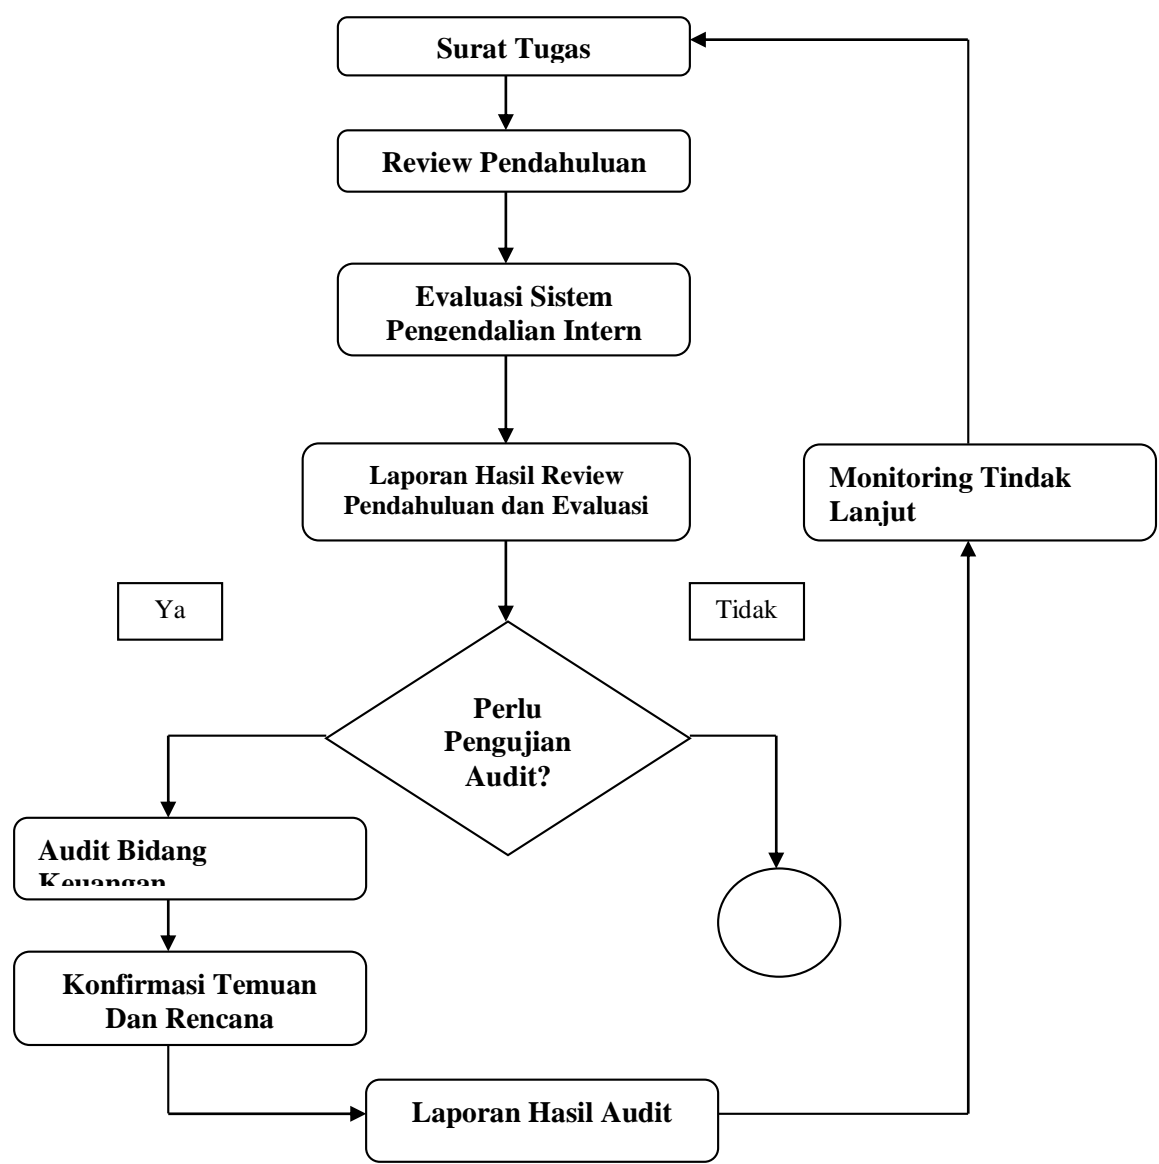 Surat Tugas
Review Pendahuluan
Evaluasi Sistem
Pengendalian Intern
Laporan Hasil Review
Pendahuluan dan Evaluasi
Monitoring Tindak
Lanjut
Ya
Tidak
Perlu
Pengujian
Audit?
Audit Bidang
Keuangan
Konfirmasi Temuan
Dan Rencana
Laporan Hasil Audit